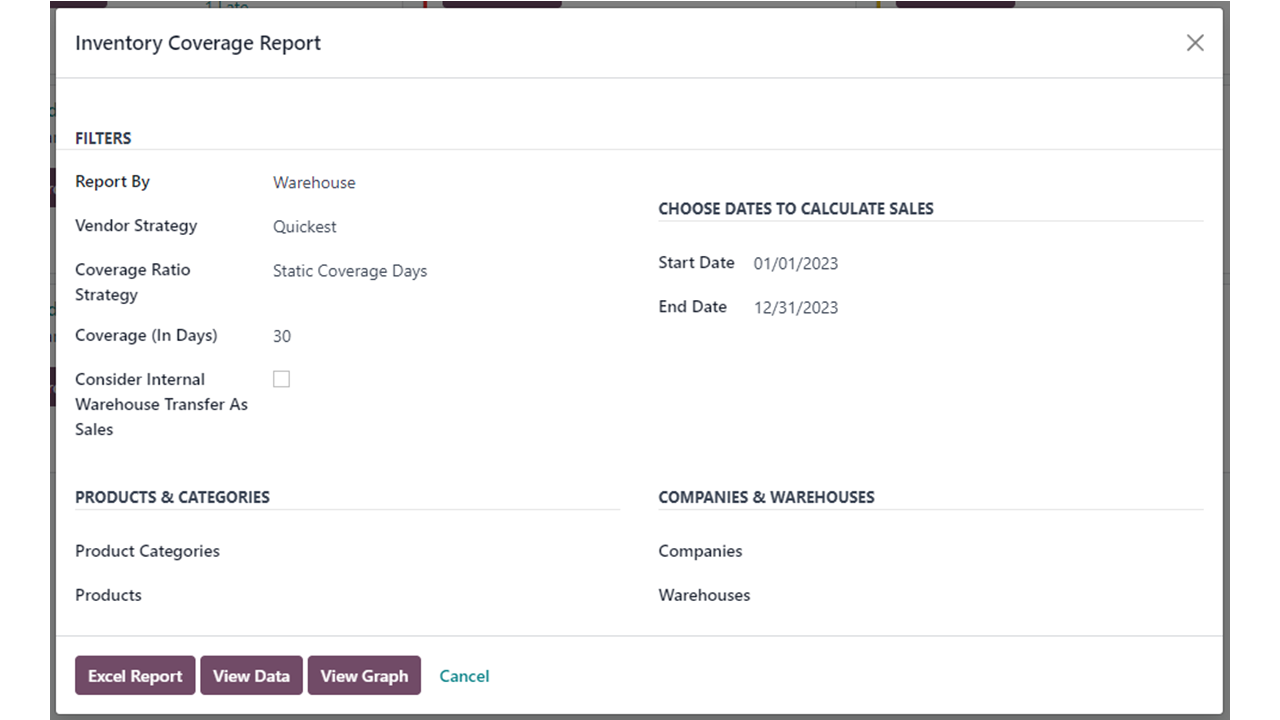 1 Late
Inventory Coverage Report
FILTERS
Report By Warehouse
Vendor Strategy Quickest
Coverage Ratio Strategy Static Coverage Days
Coverage (In Days) 30
Consider Internal
Warehouse Transfer As
Sales
CHOOSE DATES TO CALCULATE SALES
Start Date 01/01/2023
End Date 12/31/2023
PRODUCTS & CATEGORIES
Product Categories
Products
COMPANIES & WAREHOUSES
Companies
Warehouses
Excel Report View Data View Graph Cancel